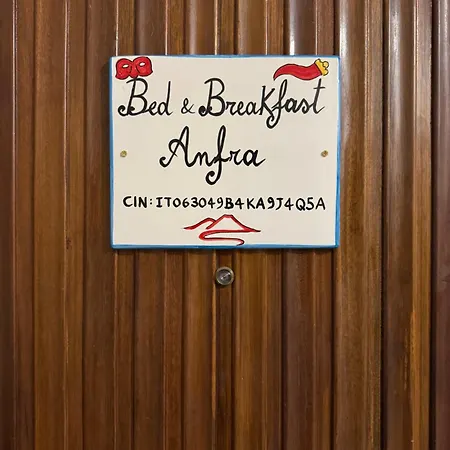 Bed & Breakfast
Anfra
CIN: IT063049B4KA9J4Q5A